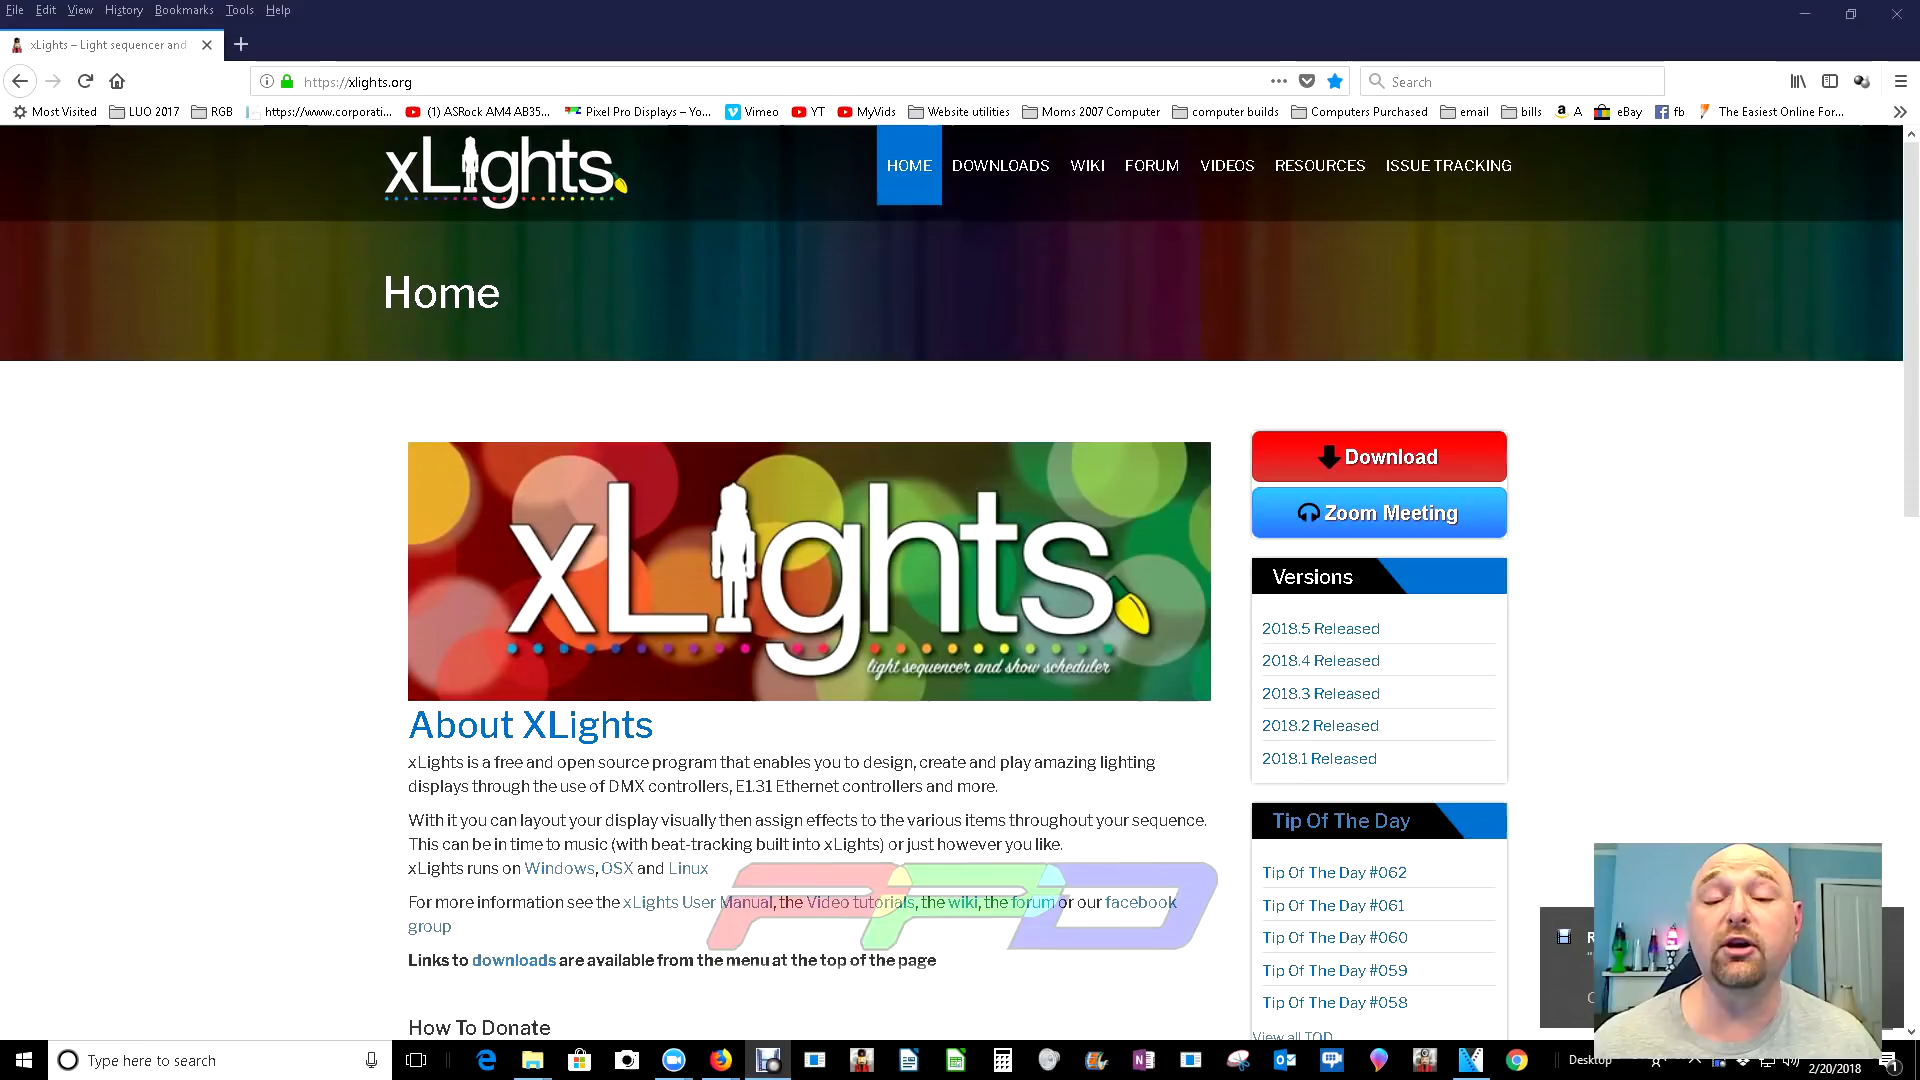 File Edit View History Bookmarks Tools Help
xLights – Light sequencer and
https://xlights.org
Search
Most Visited LUO 2017 RGB https://www.corporati... (1) ASRock AM4 AB35... Pixel Pro Displays – Yo... Vimeo YT MyVids Website utilities Moms 2007 Computer computer builds Computers Purchased email bills A eBay fb The Easiest Online For...
xLights
HOME DOWNLOADS WIKI FORUM VIDEOS RESOURCES ISSUE TRACKING
Home
xLights
light sequencer and show scheduler
About XLights
xLights is a free and open source program that enables you to design, create and play amazing lighting
displays through the use of DMX controllers, E1.31 Ethernet controllers and more.
With it you can layout your display visually then assign effects to the various items throughout your sequence.
This can be in time to music (with beat-tracking built into xLights) or just however you like.
xLights runs on Windows, OSX and Linux
For more information see the xLights User Manual, the Video tutorials, the wiki, the forum or our facebook
group
PPD
Links to downloads are available from the menu at the top of the page
How To Donate
Download
Zoom Meeting
Versions
2018.5 Released
2018.4 Released
2018.3 Released
2018.2 Released
2018.1 Released
Tip Of The Day
Tip Of The Day #062
Tip Of The Day #061
Tip Of The Day #060
Tip Of The Day #059
Tip Of The Day #058
View all TOD
Type here to search
Desktop
2/20/2018